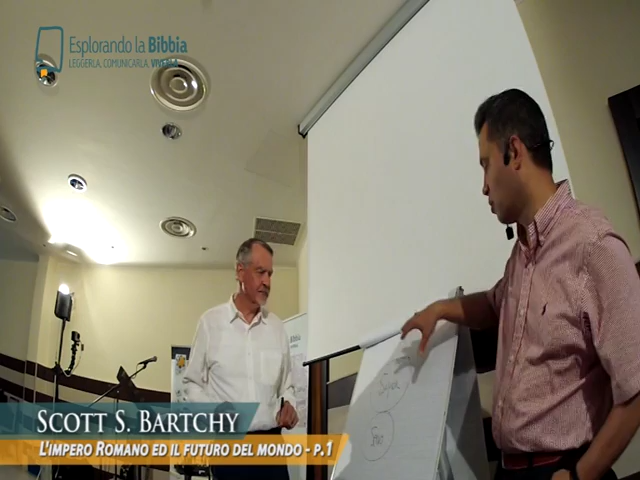 Esplorando la Bibbia
LEGGERLA, COMUNICARLA, VIVERLA
SCOTT S. BARTCHY
L'IMPERO ROMANO ED IL FUTURO DEL MONDO - P.1